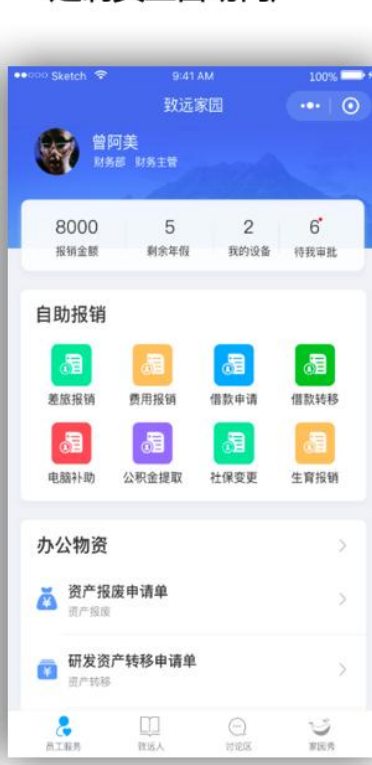 Sketch 9:41 AM 100%
致远家园
曾阿美
财务部 财务主管
8000 5 2 6
报销金额 剩余年假 我的设备 待我审批
自助报销
差旅报销 费用报销 借款申请 借款转移
电脑补助 公积金提取 社保变更 生育报销
办公物资
资产报废申请单
资产报废
研发资产转移申请单
资产转移
员工服务 致远人 讨论区 家园秀